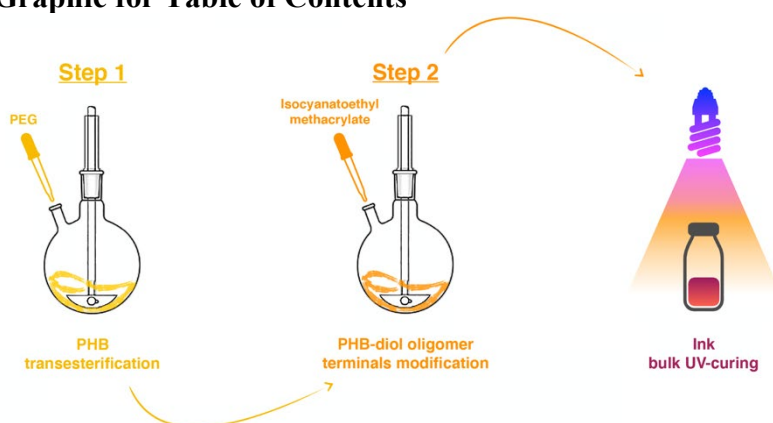 Graphic for Table of Contents
Step 1
PEG
PHB
transesterification
Step 2
Isocyanatoethyl
methacrylate
PHB-diol oligomer
terminals modification
Ink
bulk UV-curing